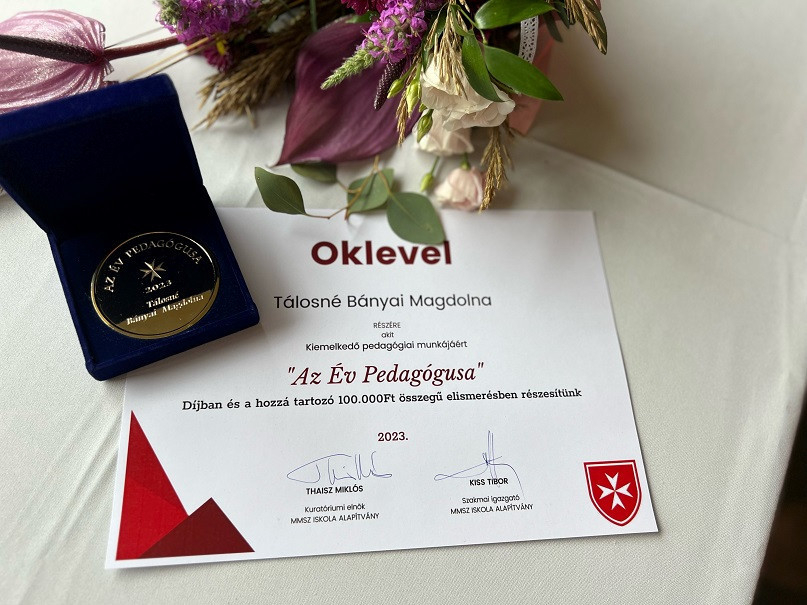 AZ ÉV PEDAGÓGUSA
2023
Tálosné
Bányai Magdolna
Oklevel
Tálosné Bányai Magdolna
RÉSZÉRE
akit
Kiemelkedő pedagógiai munkájáért
"Az Év Pedagógusa"
Díjban és a hozzá tartozó 100.000Ft összegű elismerésben részesítünk
2023.
THAISZ MIKLÓS
Kuratóriumi elnök
MMSZ ISKOLA ALAPÍTVÁNY
KISS TIBOR
Szakmai igazgató
MMSZ ISKOLA ALAPÍTVÁNY